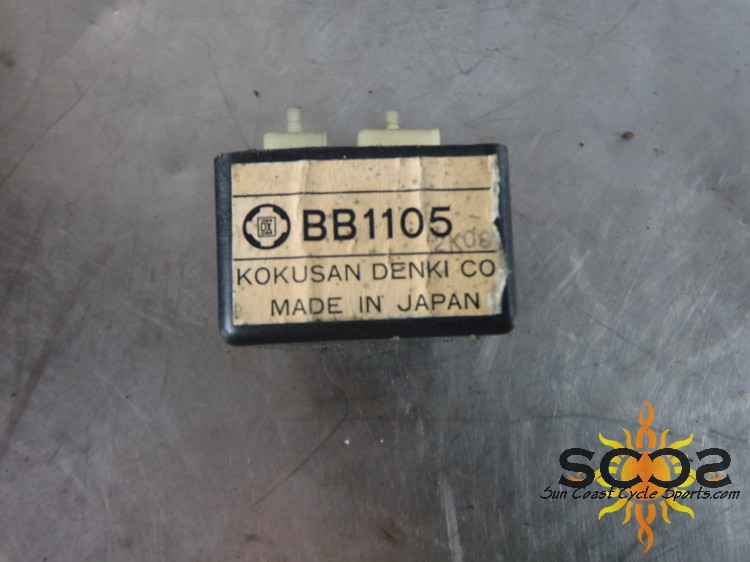 BB1105
KOKUSAN DENKI CO
MADE IN JAPAN
SCCS
Sun Coast Cycle Sports.com